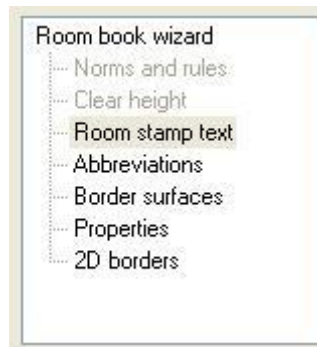 Room book wizard
Norms and rules
Clear height
Room stamp text
Abbreviations
Border surfaces
Properties
2D borders